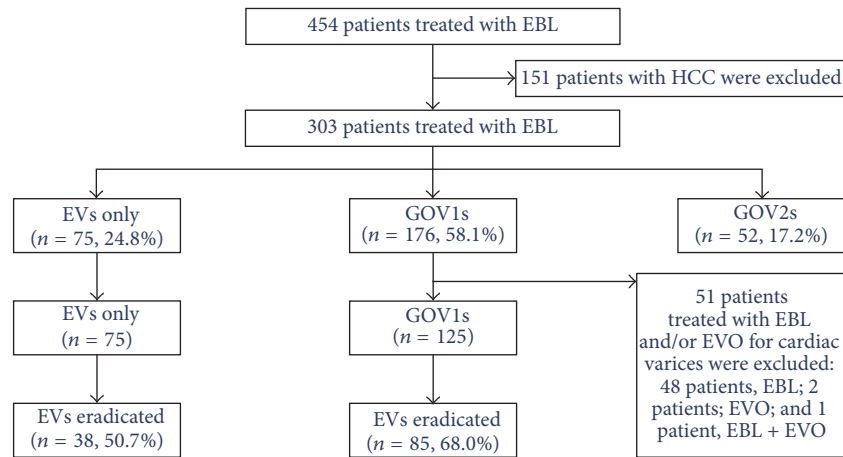 454 patients treated with EBL
151 patients with HCC were excluded
303 patients treated with EBL
EVs only
(n = 75, 24.8%)
GOV1s
(n = 176, 58.1%)
GOV2s
(n = 52, 17.2%)
EVs only
(n = 75)
GOV1s
(n = 125)
51 patients
treated with EBL
and/or EVO for cardiac
varices were excluded:
48 patients, EBL; 2
patients; EVO; and 1
patient, EBL + EVO
EVs eradicated
(n = 38, 50.7%)
EVs eradicated
(n = 85, 68.0%)